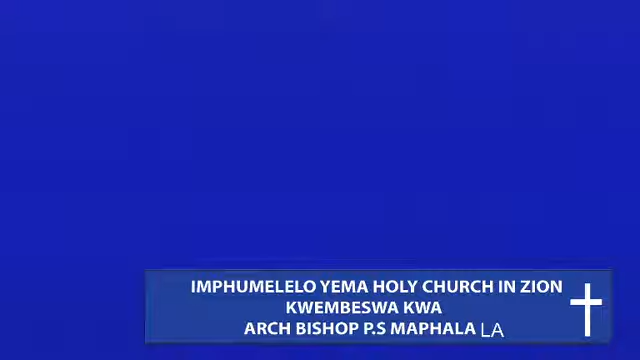 IMPHUMELELO YEMA HOLY CHURCH IN ZION
KWEMBESWA KWA
ARCH BISHOP P.S MAPHALA LA